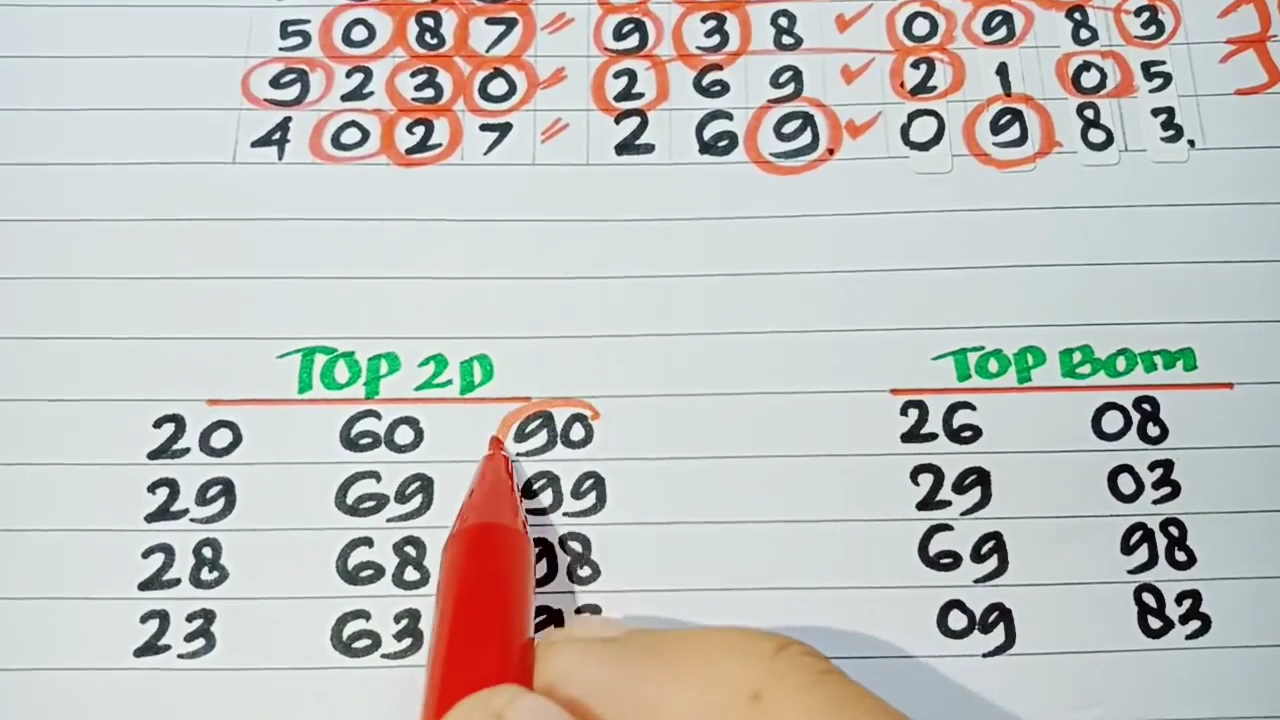 5 0 8 7 = 9 3 8 ✓ 0 9 8 3
9 2 3 0 = 2 6 9 ✓ 2 1 0 5
4 0 2 7 = 2 6 9 ✓ 0 9 8 3.
TOP 2D
20 60 90
29 69 99
28 68 98
23 63
TOP Bom
26 08
29 03
69 98
09 83